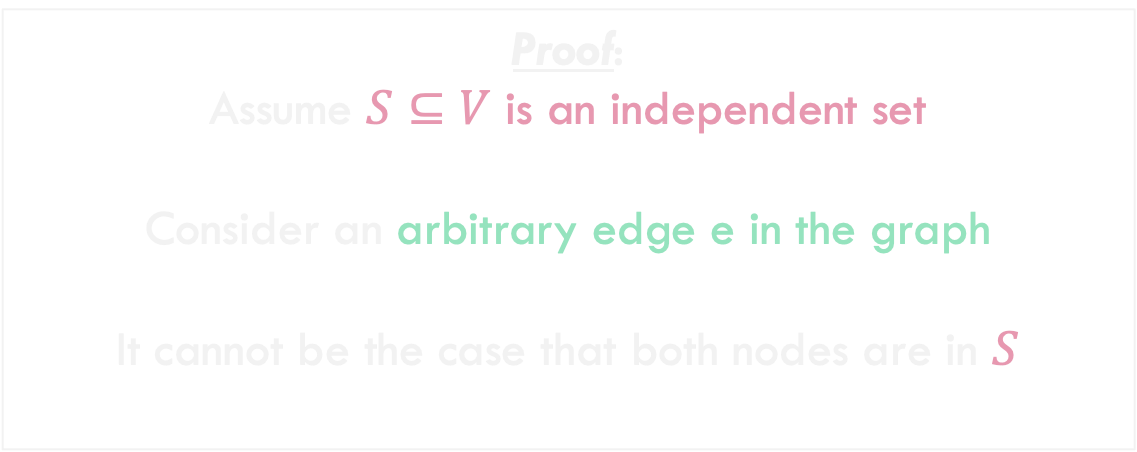 Proof:
Assume S ⊆ V is an independent set
Consider an arbitrary edge e in the graph
It cannot be the case that both nodes are in S